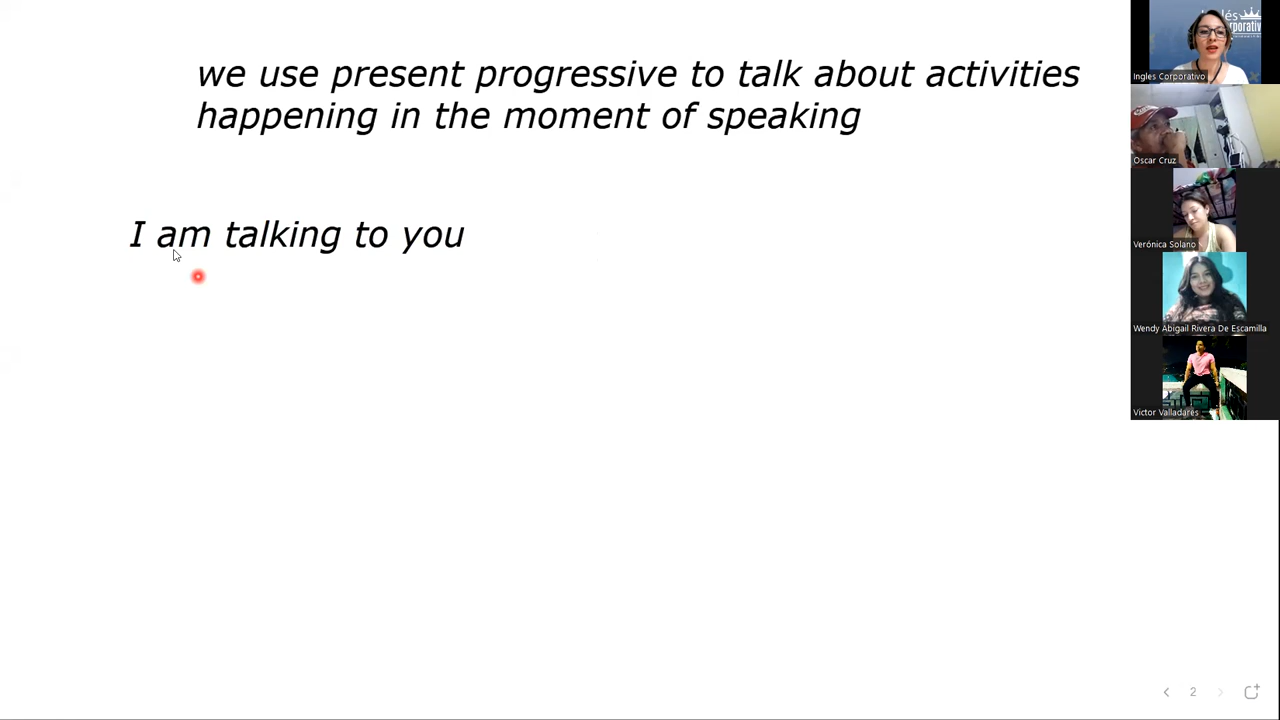 we use present progressive to talk about activities
happening in the moment of speaking
I am talking to you
Ingles Corporativo
Oscar Cruz
Verónica Solano
Wendy Abigail Rivera De Escamilla
Victor Valladares
2